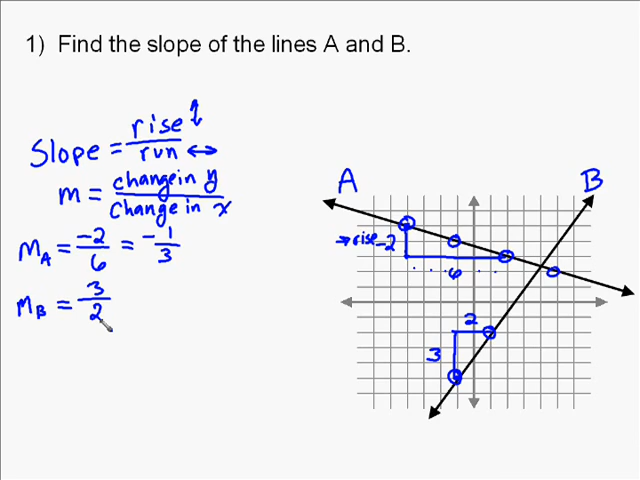 1) Find the slope of the lines A and B.
Slope = rise ↕ / run ↔
m = change in y / Change in x
mA = -2/6 = -1/3
mB = 3/2
A
B
→ rise -2
6
2
3